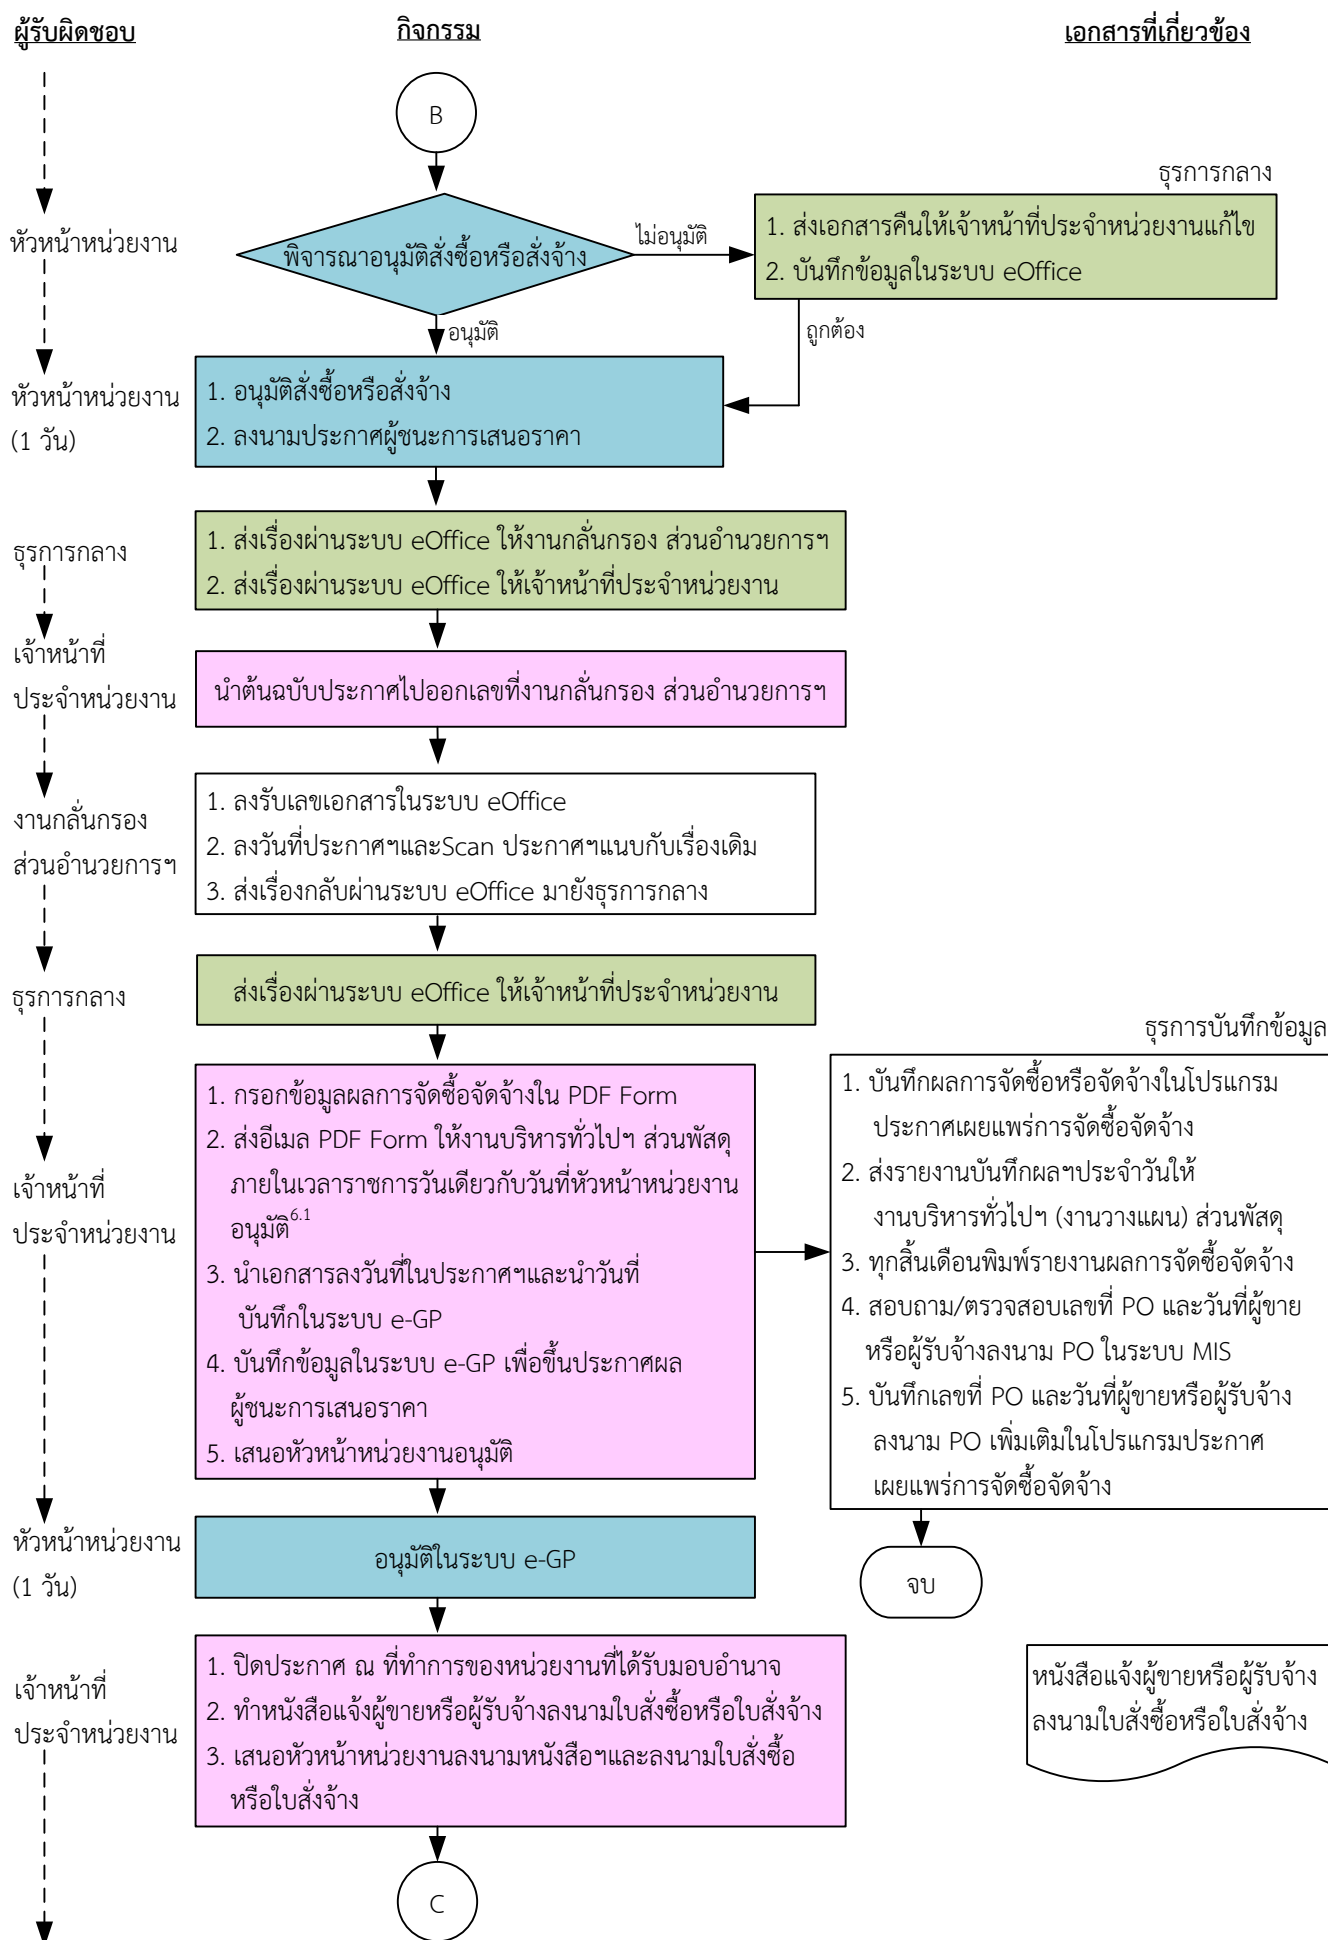 ผู้รับผิดชอบ
กิจกรรม
เอกสารที่เกี่ยวข้อง
B
ธุรการกลาง
หัวหน้าหน่วยงาน
พิจารณาอนุมัติสั่งซื้อหรือสั่งจ้าง
ไม่อนุมัติ
1. ส่งเอกสารคืนให้เจ้าหน้าที่ประจำหน่วยงานแก้ไข
2. บันทึกข้อมูลในระบบ eOffice
อนุมัติ
ถูกต้อง
หัวหน้าหน่วยงาน
(1 วัน)
1. อนุมัติสั่งซื้อหรือสั่งจ้าง
2. ลงนามประกาศผู้ชนะการเสนอราคา
ธุรการกลาง
1. ส่งเรื่องผ่านระบบ eOffice ให้งานกลั่นกรอง ส่วนอำนวยการฯ
2. ส่งเรื่องผ่านระบบ eOffice ให้เจ้าหน้าที่ประจำหน่วยงาน
เจ้าหน้าที่
ประจำหน่วยงาน
นำต้นฉบับประกาศไปออกเลขที่งานกลั่นกรอง ส่วนอำนวยการฯ
งานกลั่นกรอง
ส่วนอำนวยการฯ
1. ลงรับเลขเอกสารในระบบ eOffice
2. ลงวันที่ประกาศฯและScan ประกาศฯแนบกับเรื่องเดิม
3. ส่งเรื่องกลับผ่านระบบ eOffice มายังธุรการกลาง
ธุรการกลาง
ส่งเรื่องผ่านระบบ eOffice ให้เจ้าหน้าที่ประจำหน่วยงาน
ธุรการบันทึกข้อมูล
เจ้าหน้าที่
ประจำหน่วยงาน
1. กรอกข้อมูลผลการจัดซื้อจัดจ้างใน PDF Form
2. ส่งอีเมล PDF Form ให้งานบริหารทั่วไปฯ ส่วนพัสดุ
ภายในเวลาราชการวันเดียวกับวันที่หัวหน้าหน่วยงาน
อนุมัติ6.1
3. นำเอกสารลงวันที่ในประกาศฯและนำวันที่
บันทึกในระบบ e-GP
4. บันทึกข้อมูลในระบบ e-GP เพื่อขึ้นประกาศผล
ผู้ชนะการเสนอราคา
5. เสนอหัวหน้าหน่วยงานอนุมัติ
1. บันทึกผลการจัดซื้อหรือจัดจ้างในโปรแกรม
ประกาศเผยแพร่การจัดซื้อจัดจ้าง
2. ส่งรายงานบันทึกผลฯประจำวันให้
งานบริหารทั่วไปฯ (งานวางแผน) ส่วนพัสดุ
3. ทุกสิ้นเดือนพิมพ์รายงานผลการจัดซื้อจัดจ้าง
4. สอบถาม/ตรวจสอบเลขที่ PO และวันที่ผู้ขาย
หรือผู้รับจ้างลงนาม PO ในระบบ MIS
5. บันทึกเลขที่ PO และวันที่ผู้ขายหรือผู้รับจ้าง
ลงนาม PO เพิ่มเติมในโปรแกรมประกาศ
เผยแพร่การจัดซื้อจัดจ้าง
หัวหน้าหน่วยงาน
(1 วัน)
อนุมัติในระบบ e-GP
จบ
เจ้าหน้าที่
ประจำหน่วยงาน
1. ปิดประกาศ ณ ที่ทำการของหน่วยงานที่ได้รับมอบอำนาจ
2. ทำหนังสือแจ้งผู้ขายหรือผู้รับจ้างลงนามใบสั่งซื้อหรือใบสั่งจ้าง
3. เสนอหัวหน้าหน่วยงานลงนามหนังสือฯและลงนามใบสั่งซื้อ
หรือใบสั่งจ้าง
หนังสือแจ้งผู้ขายหรือผู้รับจ้าง
ลงนามใบสั่งซื้อหรือใบสั่งจ้าง
C